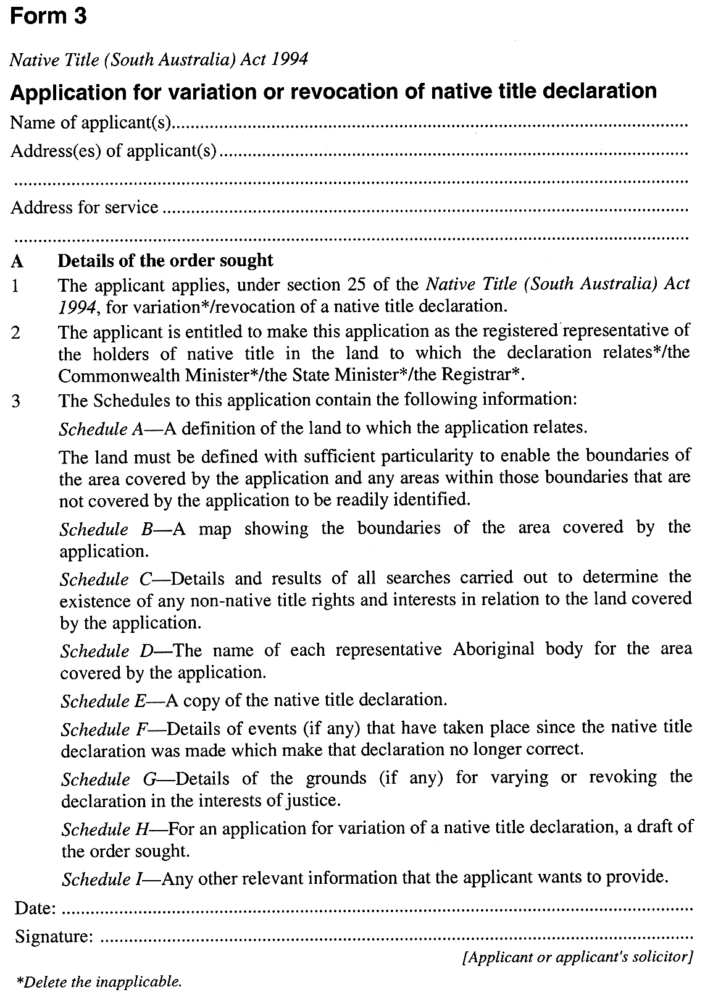 Form 3
Native Title (South Australia) Act 1994
Application for variation or revocation of native title declaration
Name of applicant(s)................................................................................
Address(es) of applicant(s)................................................................................
................................................................................
Address for service................................................................................
................................................................................
A Details of the order sought
1 The applicant applies, under section 25 of the Native Title (South Australia) Act
1994, for variation*/revocation of a native title declaration.
2 The applicant is entitled to make this application as the registered representative of
the holders of native title in the land to which the declaration relates*/the
Commonwealth Minister*/the State Minister*/the Registrar*.
3 The Schedules to this application contain the following information:
Schedule A—A definition of the land to which the application relates.
The land must be defined with sufficient particularity to enable the boundaries of
the area covered by the application and any areas within those boundaries that are
not covered by the application to be readily identified.
Schedule B—A map showing the boundaries of the area covered by the
application.
Schedule C—Details and results of all searches carried out to determine the
existence of any non-native title rights and interests in relation to the land covered
by the application.
Schedule D—The name of each representative Aboriginal body for the area
covered by the application.
Schedule E—A copy of the native title declaration.
Schedule F—Details of events (if any) that have taken place since the native title
declaration was made which make that declaration no longer correct.
Schedule G—Details of the grounds (if any) for varying or revoking the
declaration in the interests of justice.
Schedule H—For an application for variation of a native title declaration, a draft of
the order sought.
Schedule I—Any other relevant information that the applicant wants to provide.
Date: ................................................................................
Signature: ................................................................................
[Applicant or applicant's solicitor]
*Delete the inapplicable.